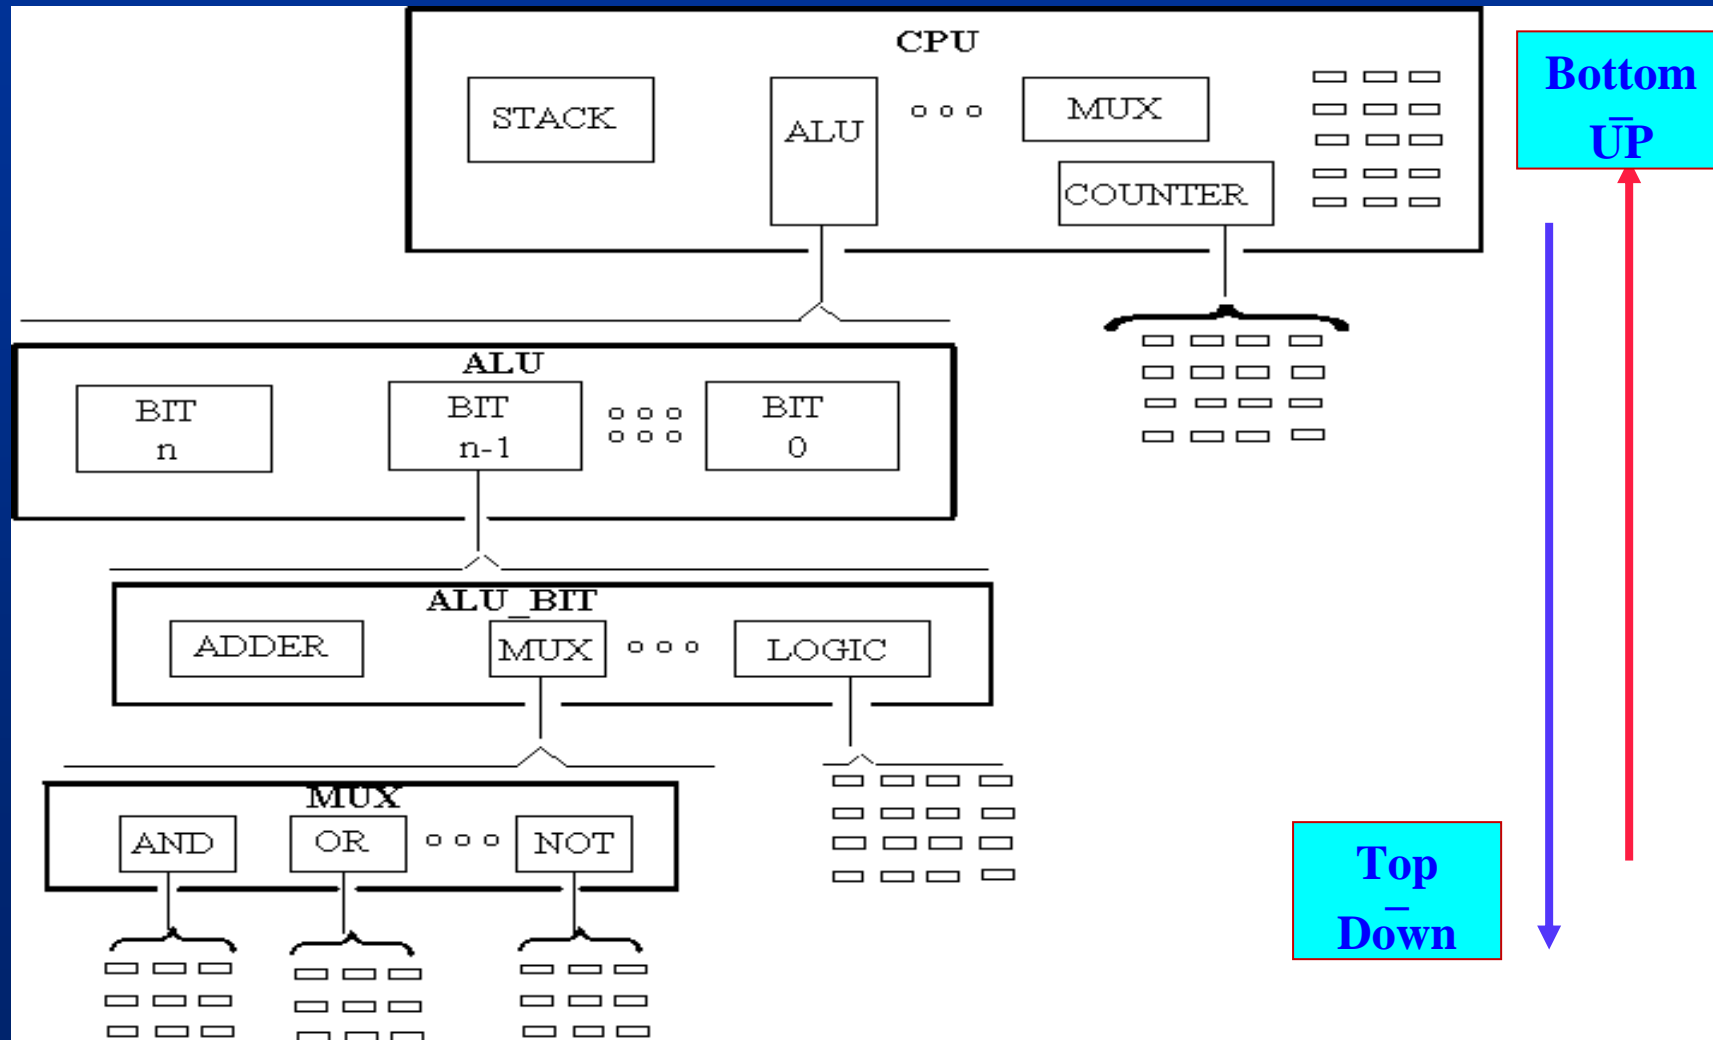 CPU
STACK
ALU
MUX
COUNTER
Bottom
–
UP
ALU
BIT
n
BIT
n-1
BIT
0
ALU_BIT
ADDER
MUX
LOGIC
MUX
AND
OR
NOT
Top
–
Down